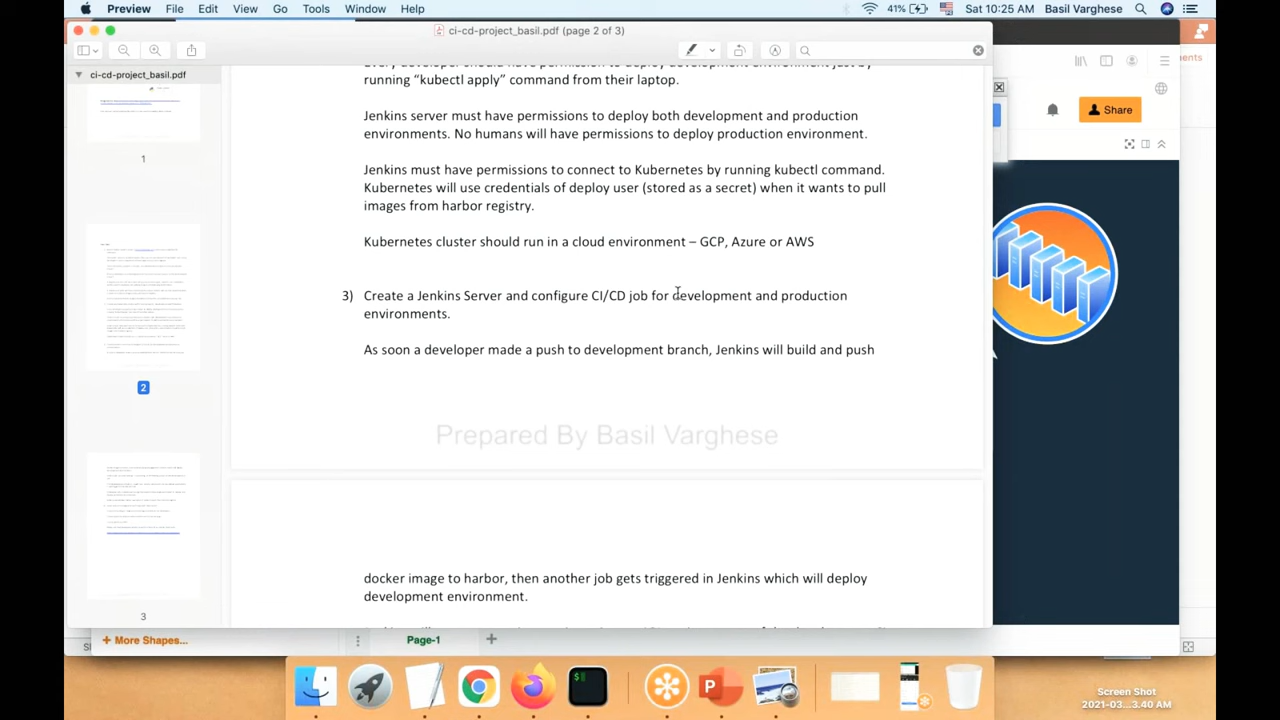 Preview File Edit View Go Tools Window Help
41% Sat 10:25 AM Basil Varghese
ci-cd-project_basil.pdf (page 2 of 3)
ci-cd-project_basil.pdf
1
2
3
running “kubectl apply” command from their laptop.
Jenkins server must have permissions to deploy both development and production
environments. No humans will have permissions to deploy production environment.
Jenkins must have permissions to connect to Kubernetes by running kubectl command.
Kubernetes will use credentials of deploy user (stored as a secret) when it wants to pull
images from harbor registry.
Kubernetes cluster should run in a cloud environment – GCP, Azure or AWS
3) Create a Jenkins Server and configure CI/CD job for development and production
environments.
As soon a developer made a push to development branch, Jenkins will build and push
Prepared By Basil Varghese
docker image to harbor, then another job gets triggered in Jenkins which will deploy
development environment.
ents
Share
+ More Shapes...
Page-1
$
P
Screen Shot
2021-03...3.40 AM